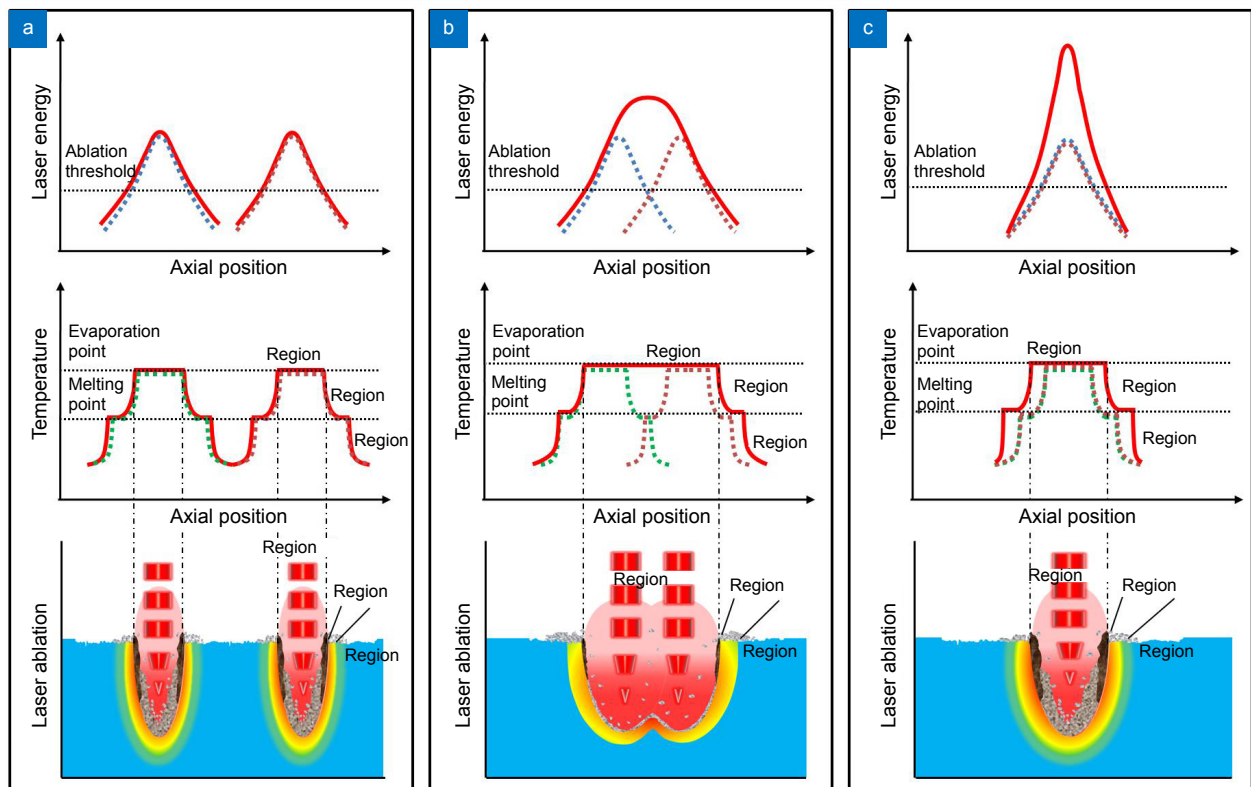 a
Laser energy
Ablation
threshold
Axial position
Temperature
Evaporation
point
Melting
point
Region
Region
Region
Axial position
Laser ablation
Region
Region
Region
b
Laser energy
Ablation
threshold
Axial position
Temperature
Evaporation
point
Melting
point
Region
Region
Region
Axial position
Laser ablation
Region
Region
Region
c
Laser energy
Ablation
threshold
Axial position
Temperature
Evaporation
point
Melting
point
Region
Region
Region
Axial position
Laser ablation
Region
Region
Region